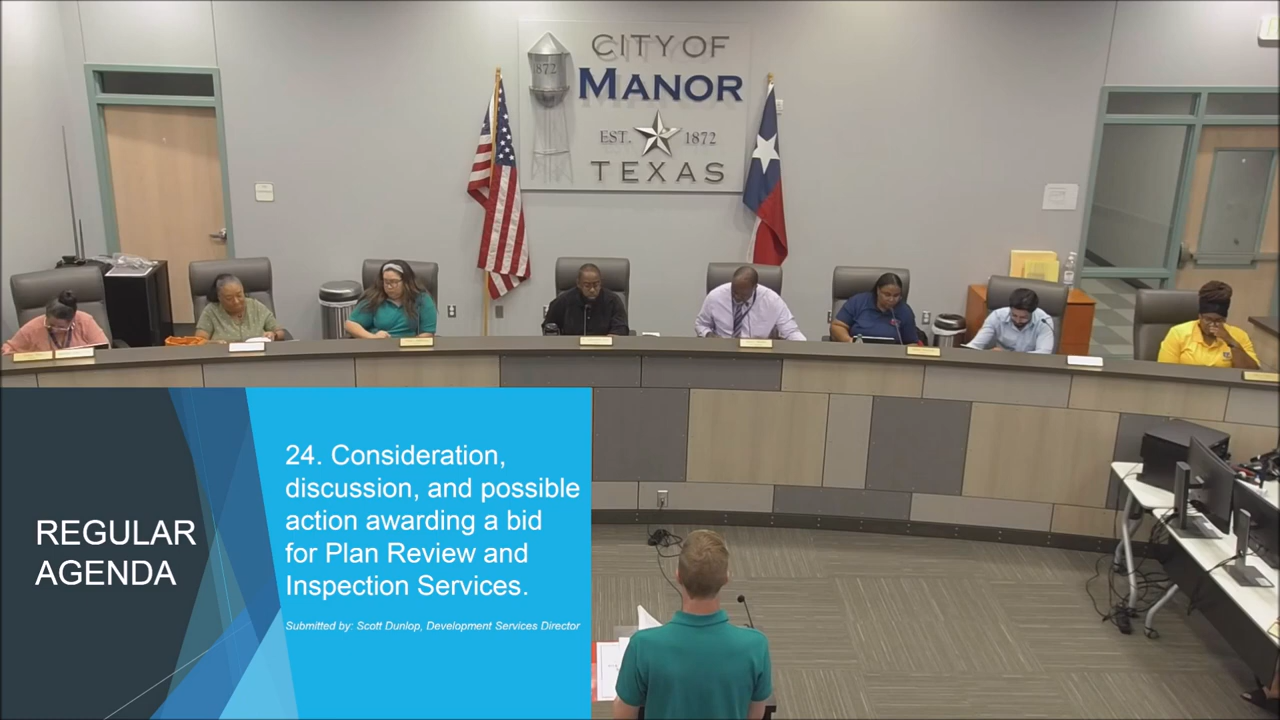 1872
CITY OF
MANOR
EST. 1872
TEXAS
REGULAR
AGENDA
24. Consideration,
discussion, and possible
action awarding a bid
for Plan Review and
Inspection Services.
Submitted by: Scott Dunlop, Development Services Director